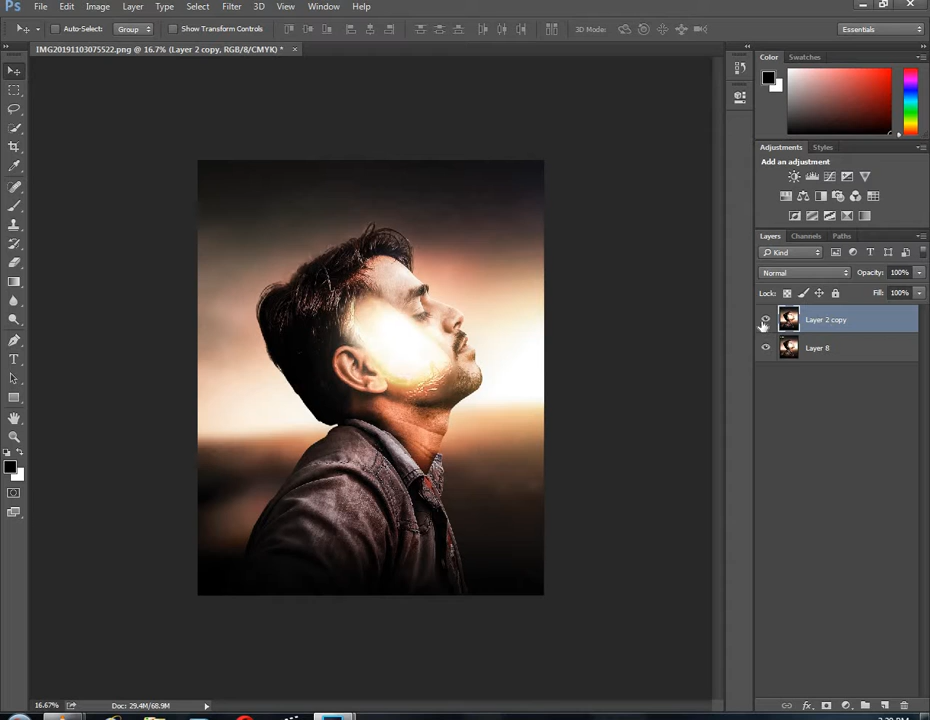 Ps File Edit Image Layer Type Select Filter 3D View Window Help
Auto-Select: Group Show Transform Controls 3D Mode: Essentials
IMG20191103075522.png @ 16.7% (Layer 2 copy, RGB/8/CMYK) * ×
Color Swatches
Adjustments Styles
Add an adjustment
Layers Channels Paths
Kind
Normal Opacity: 100%
Lock: Fill: 100%
Layer 2 copy
Layer 8
16.67% Doc: 29.4M/68.9M